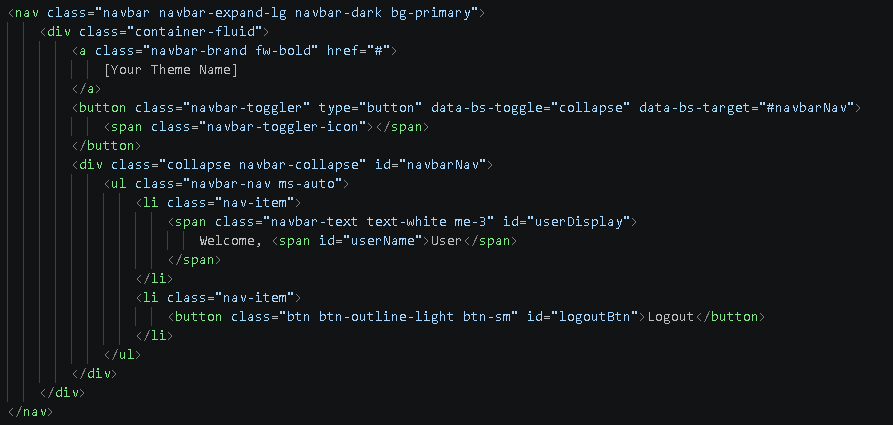 <nav class="navbar navbar-expand-lg navbar-dark bg-primary">
<div class="container-fluid">
<a class="navbar-brand fw-bold" href="#">
[Your Theme Name]
</a>
<button class="navbar-toggler" type="button" data-bs-toggle="collapse" data-bs-target="#navbarNav">
<span class="navbar-toggler-icon"></span>
</button>
<div class="collapse navbar-collapse" id="navbarNav">
<ul class="navbar-nav ms-auto">
<li class="nav-item">
<span class="navbar-text text-white me-3" id="userDisplay">
Welcome, <span id="userName">User</span>
</span>
</li>
<li class="nav-item">
<button class="btn btn-outline-light btn-sm" id="logoutBtn">Logout</button>
</li>
</ul>
</div>
</div>
</nav>